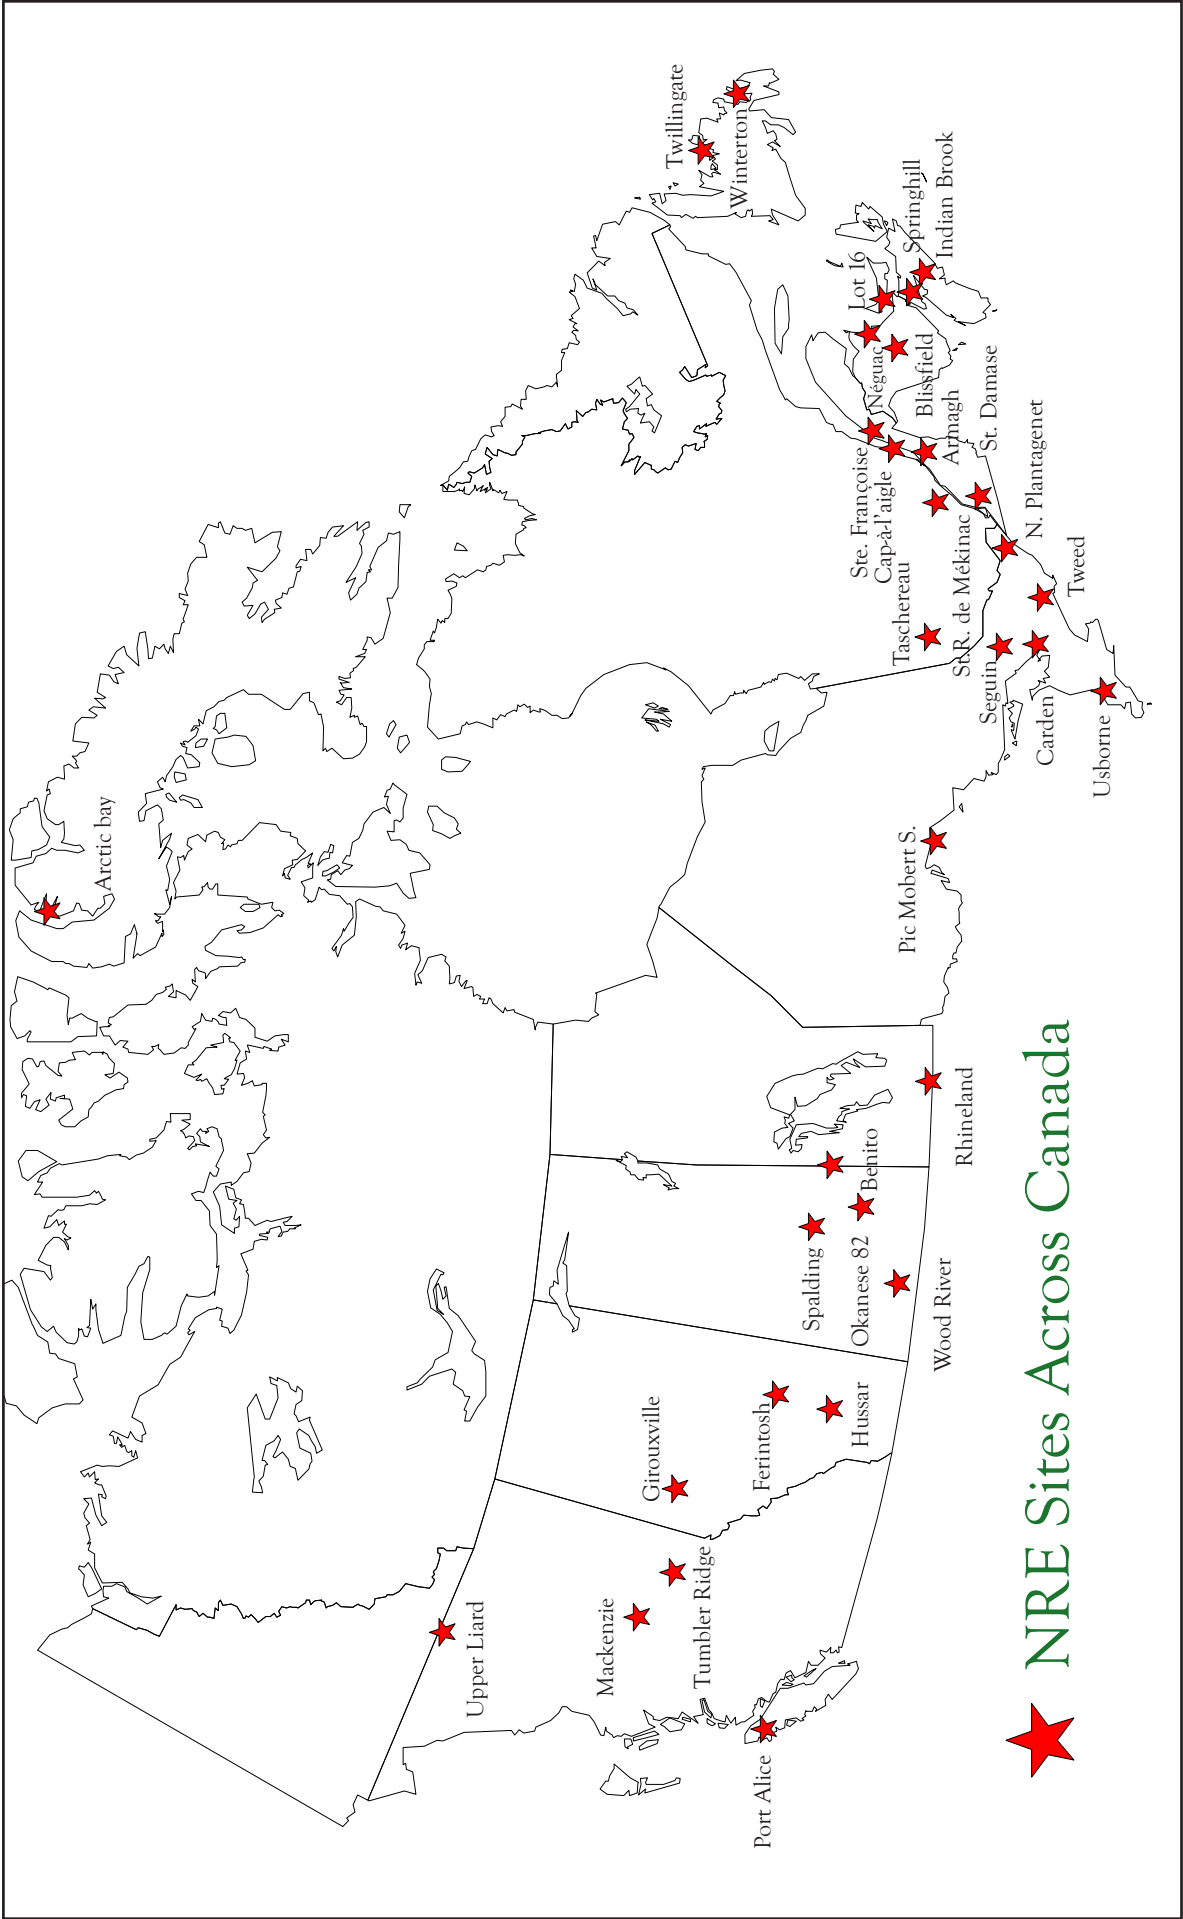 Arctic bay
Twillingate
Winterton
Upper Liard
Mackenzie
Tumbler Ridge
Port Alice
Girouxville
Ferintosh
Hussar
Spalding
Okanese 82
Wood River
Benito
Rhineland
Pic Mobert S.
Seguin
Carden
Usborne
Tweed
N. Plantagenet
Taschereau
St.R. de Mékinac
Cap-à-l'aigle
Ste. Françoise
St. Damase
Armagh
Blissfield
Néguac
Lot 16
Springhill
Indian Brook
NRE Sites Across Canada